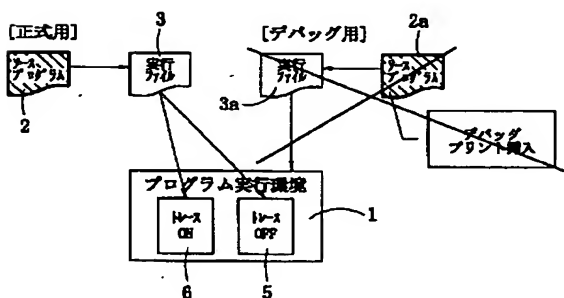 [正式用]
3
[デバッグ用]
2a
ソース
プログラム
実行
ファイル
実行
ファイル
ソース
プログラム
2
3a
デバッグ
プリント挿入
プログラム実行環境
トレース
ON
トレース
OFF
1
6
5